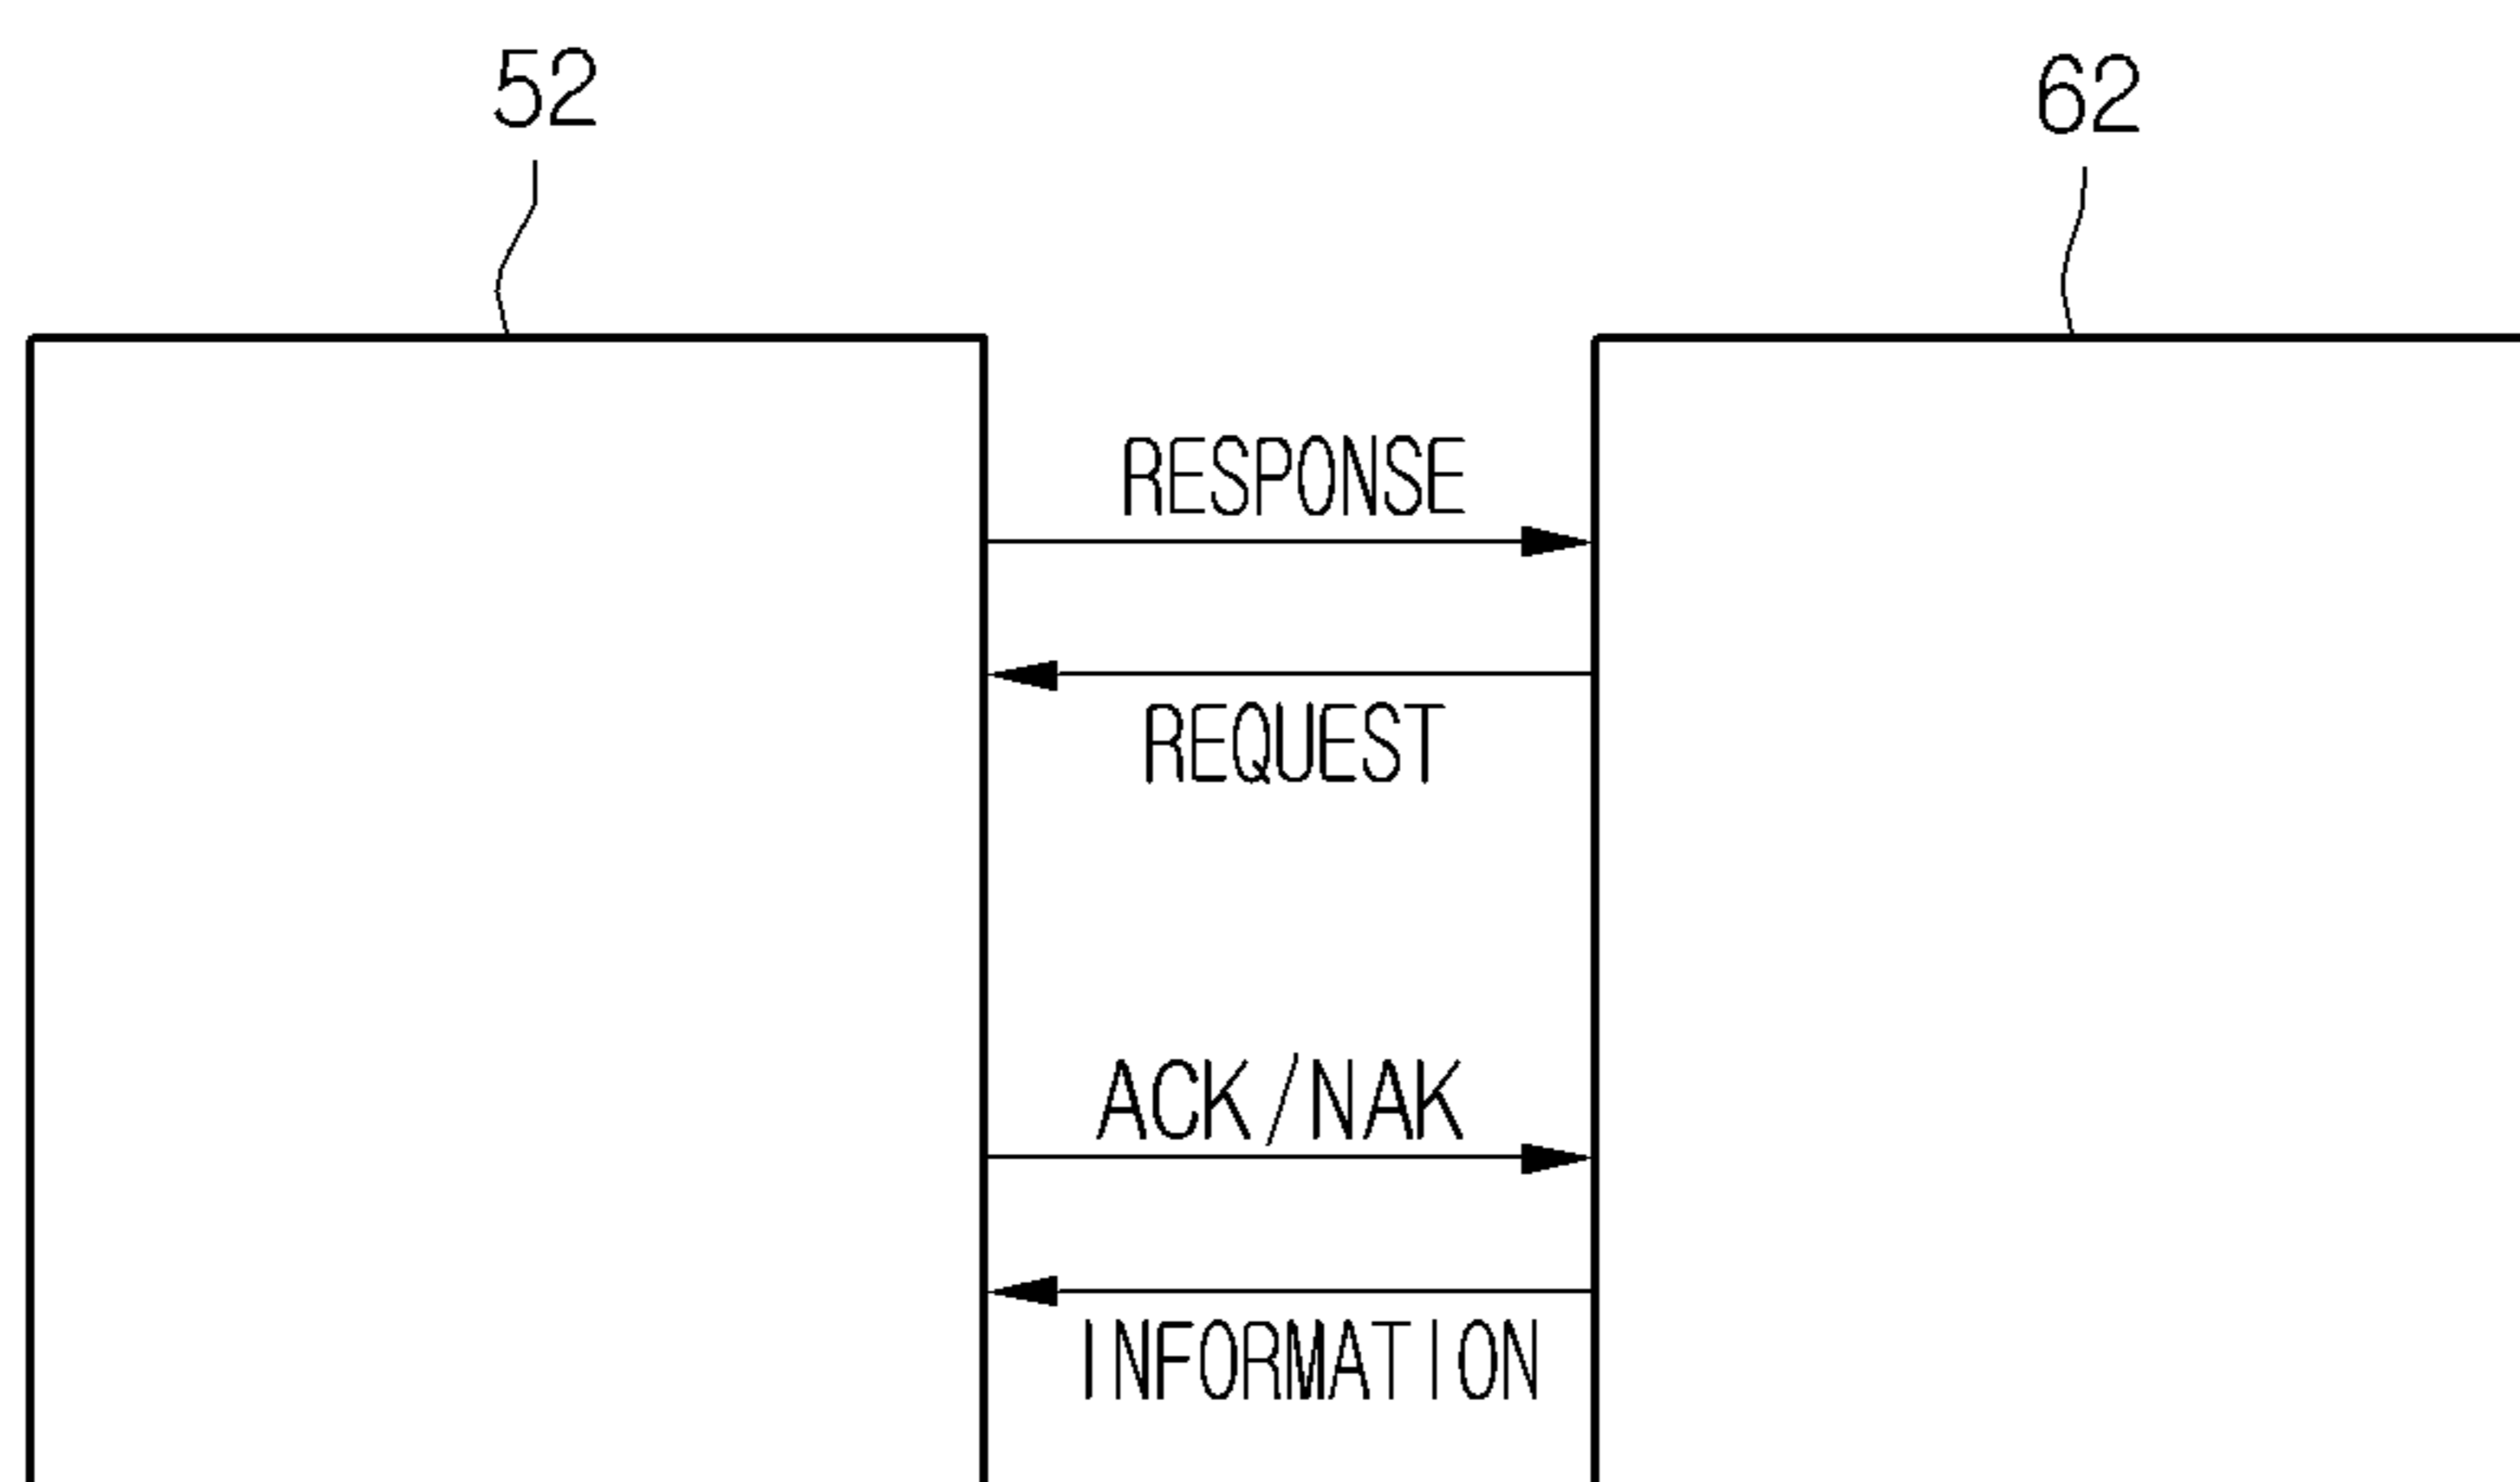 52
62
RESPONSE
REQUEST
ACK/NAK
INFORMATION